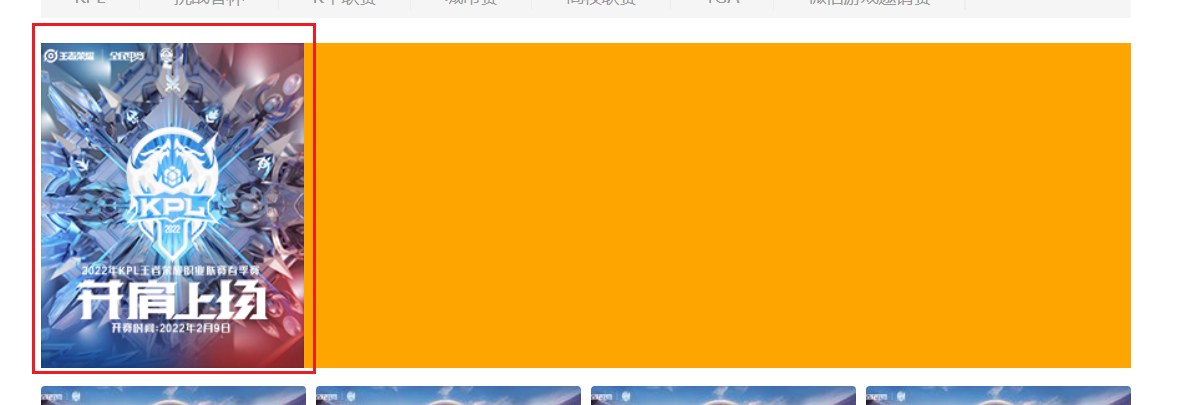 KPL 挑战者杯 K甲联赛 城市赛 高校联赛 TGA 微信游戏邀请赛
王者荣耀 全民电竞
KPL
2022
2022年KPL王者荣耀职业联赛春季赛
开肩上场
开赛时间:2022年2月9日